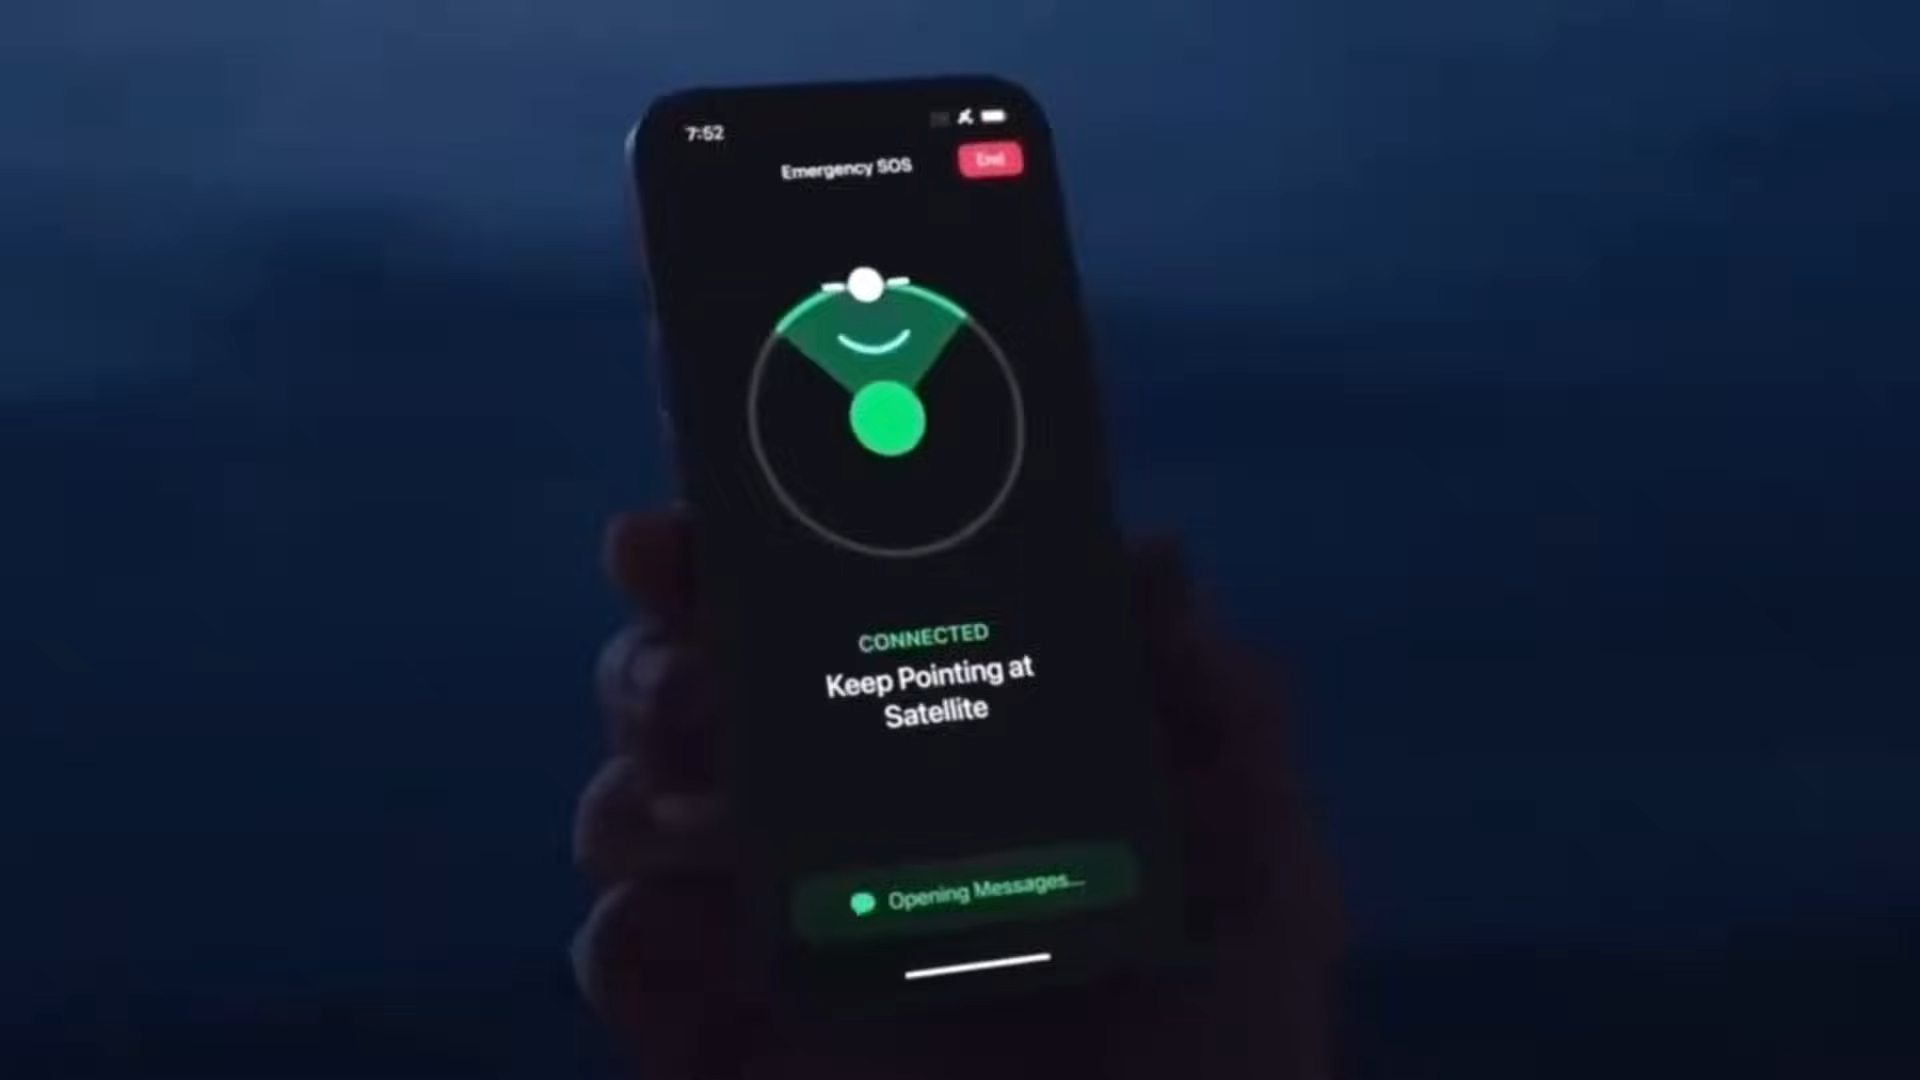 7:52
Emergency SOS
End
CONNECTED
Keep Pointing at
Satellite
Opening Messages...